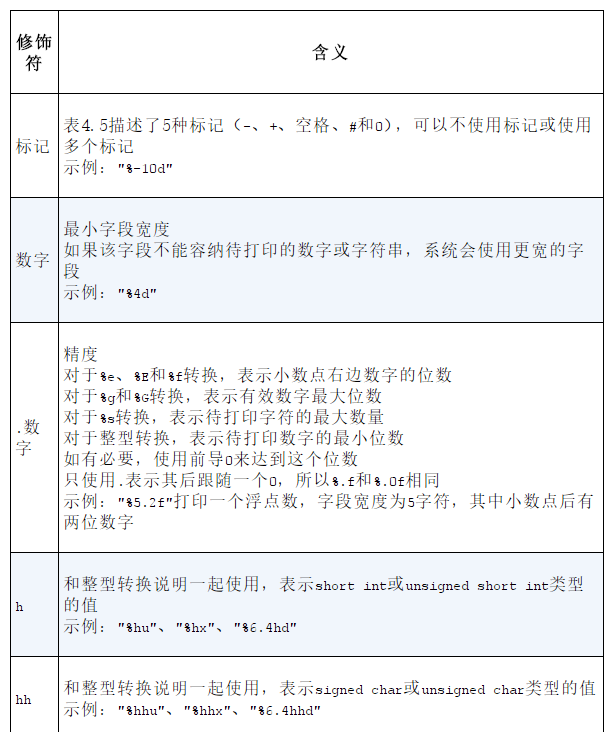 修饰
符
含义
标记
表4.5描述了5种标记（-、+、空格、#和0），可以不使用标记或使用
多个标记
示例："%-10d"
数字
最小字段宽度
如果该字段不能容纳待打印的数字或字符串，系统会使用更宽的字
段
示例："%4d"
.数
字
精度
对于%e、%E和%f转换，表示小数点右边数字的位数
对于%g和%G转换，表示有效数字最大位数
对于%s转换，表示待打印字符的最大数量
对于整型转换，表示待打印数字的最小位数
如有必要，使用前导0来达到这个位数
只使用.表示其后跟随一个0，所以%.f和%.0f相同
示例："%5.2f"打印一个浮点数，字段宽度为5字符，其中小数点后有
两位数字
h
和整型转换说明一起使用，表示short int或unsigned short int类型
的值
示例："%hu"、"%hx"、"%6.4hd"
hh
和整型转换说明一起使用，表示signed char或unsigned char类型的值
示例："%hhu"、"%hhx"、"%6.4hhd"